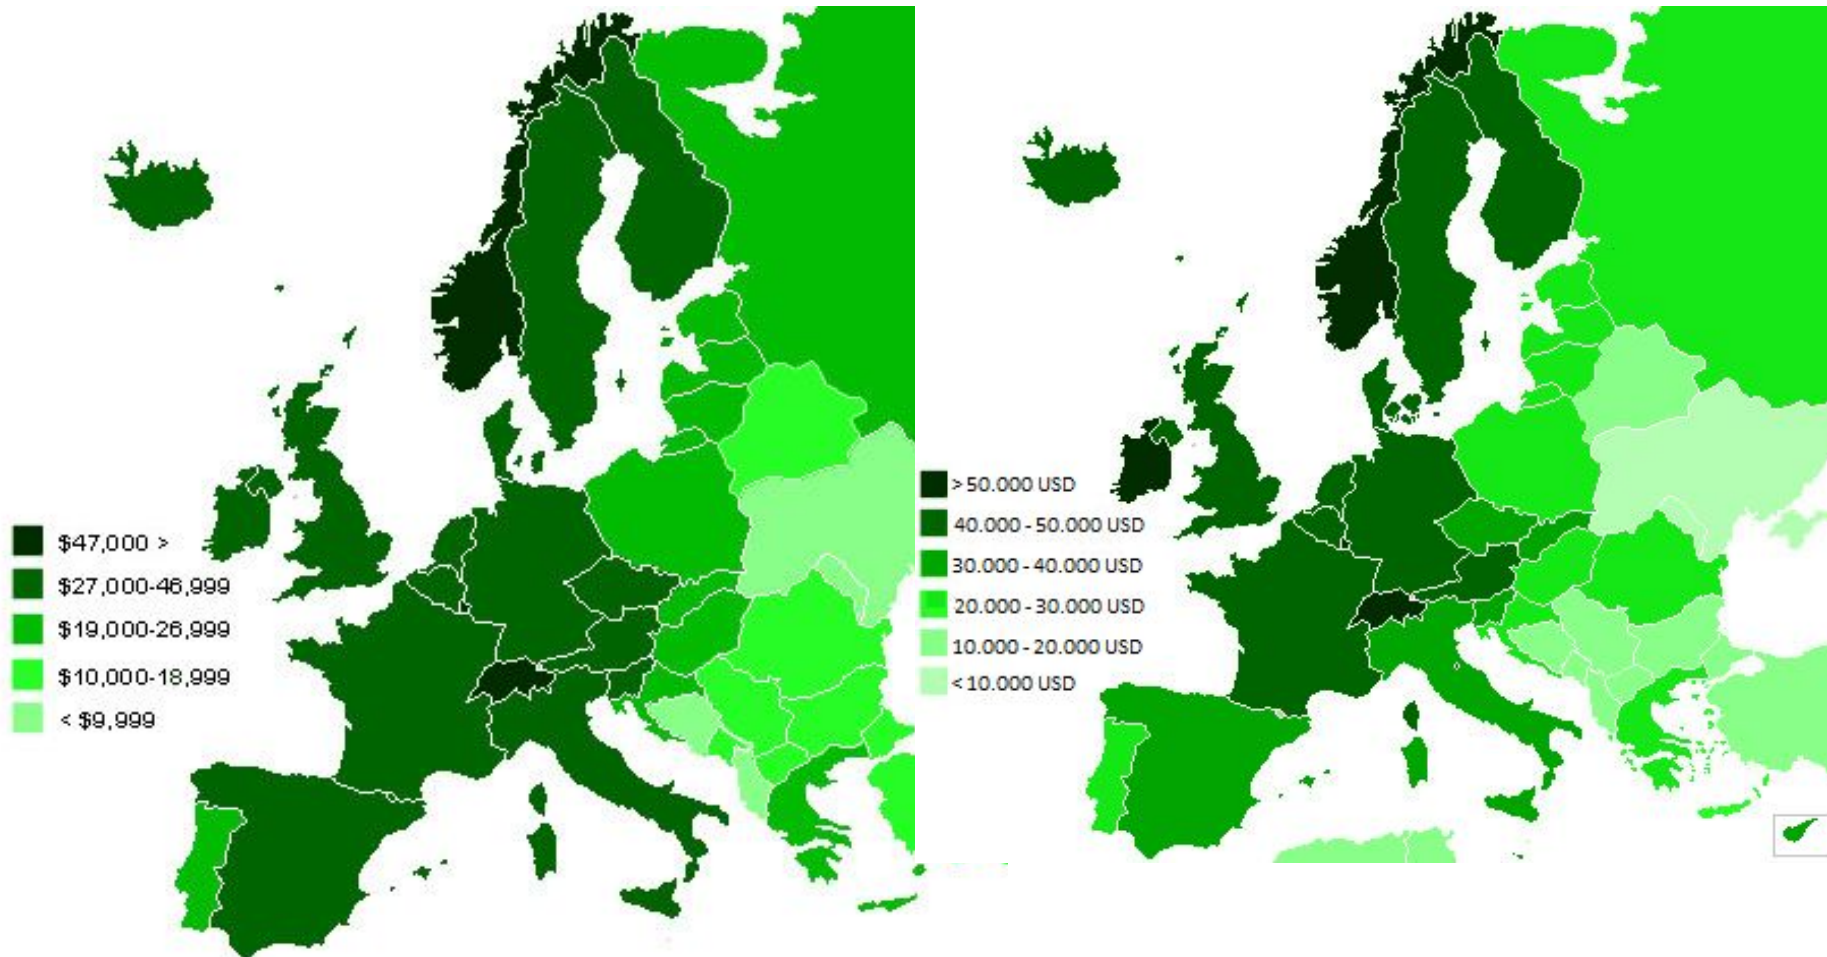 $47,000 >
$27,000-46,999
$19,000-26,999
$10,000-18,999
< $9,999
> 50.000 USD
40.000 - 50.000 USD
30.000 - 40.000 USD
20.000 - 30.000 USD
10.000 - 20.000 USD
< 10.000 USD